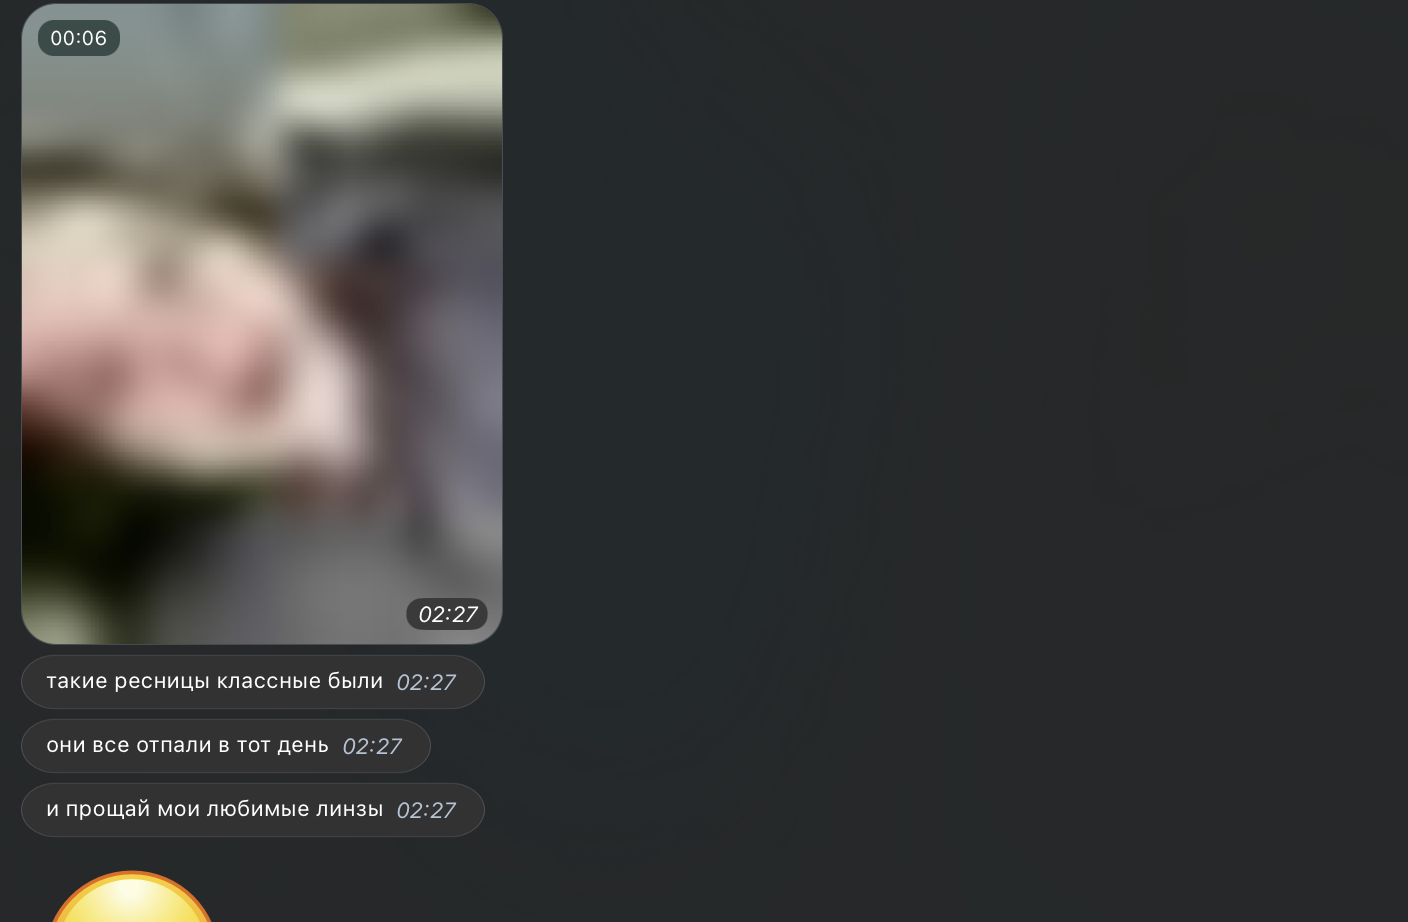 00:06
02:27
такие ресницы классные были 02:27
они все отпали в тот день 02:27
и прощай мои любимые линзы 02:27